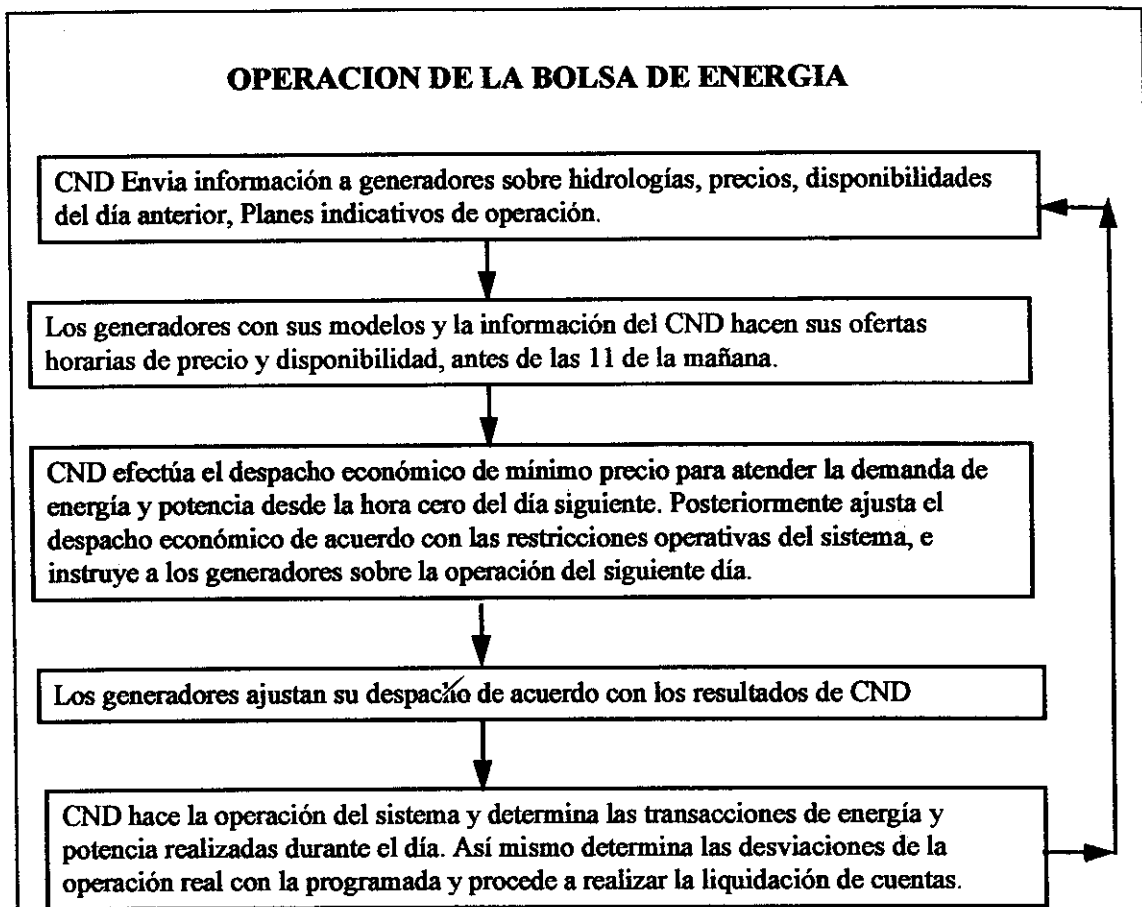 OPERACION DE LA BOLSA DE ENERGIA
CND Envia información a generadores sobre hidrologías, precios, disponibilidades
del día anterior, Planes indicativos de operación.
Los generadores con sus modelos y la información del CND hacen sus ofertas
horarias de precio y disponibilidad, antes de las 11 de la mañana.
CND efectúa el despacho económico de mínimo precio para atender la demanda de
energía y potencia desde la hora cero del día siguiente. Posteriormente ajusta el
despacho económico de acuerdo con las restricciones operativas del sistema, e
instruye a los generadores sobre la operación del siguiente día.
Los generadores ajustan su despacho de acuerdo con los resultados de CND
CND hace la operación del sistema y determina las transacciones de energía y
potencia realizadas durante el día. Así mismo determina las desviaciones de la
operación real con la programada y procede a realizar la liquidación de cuentas.